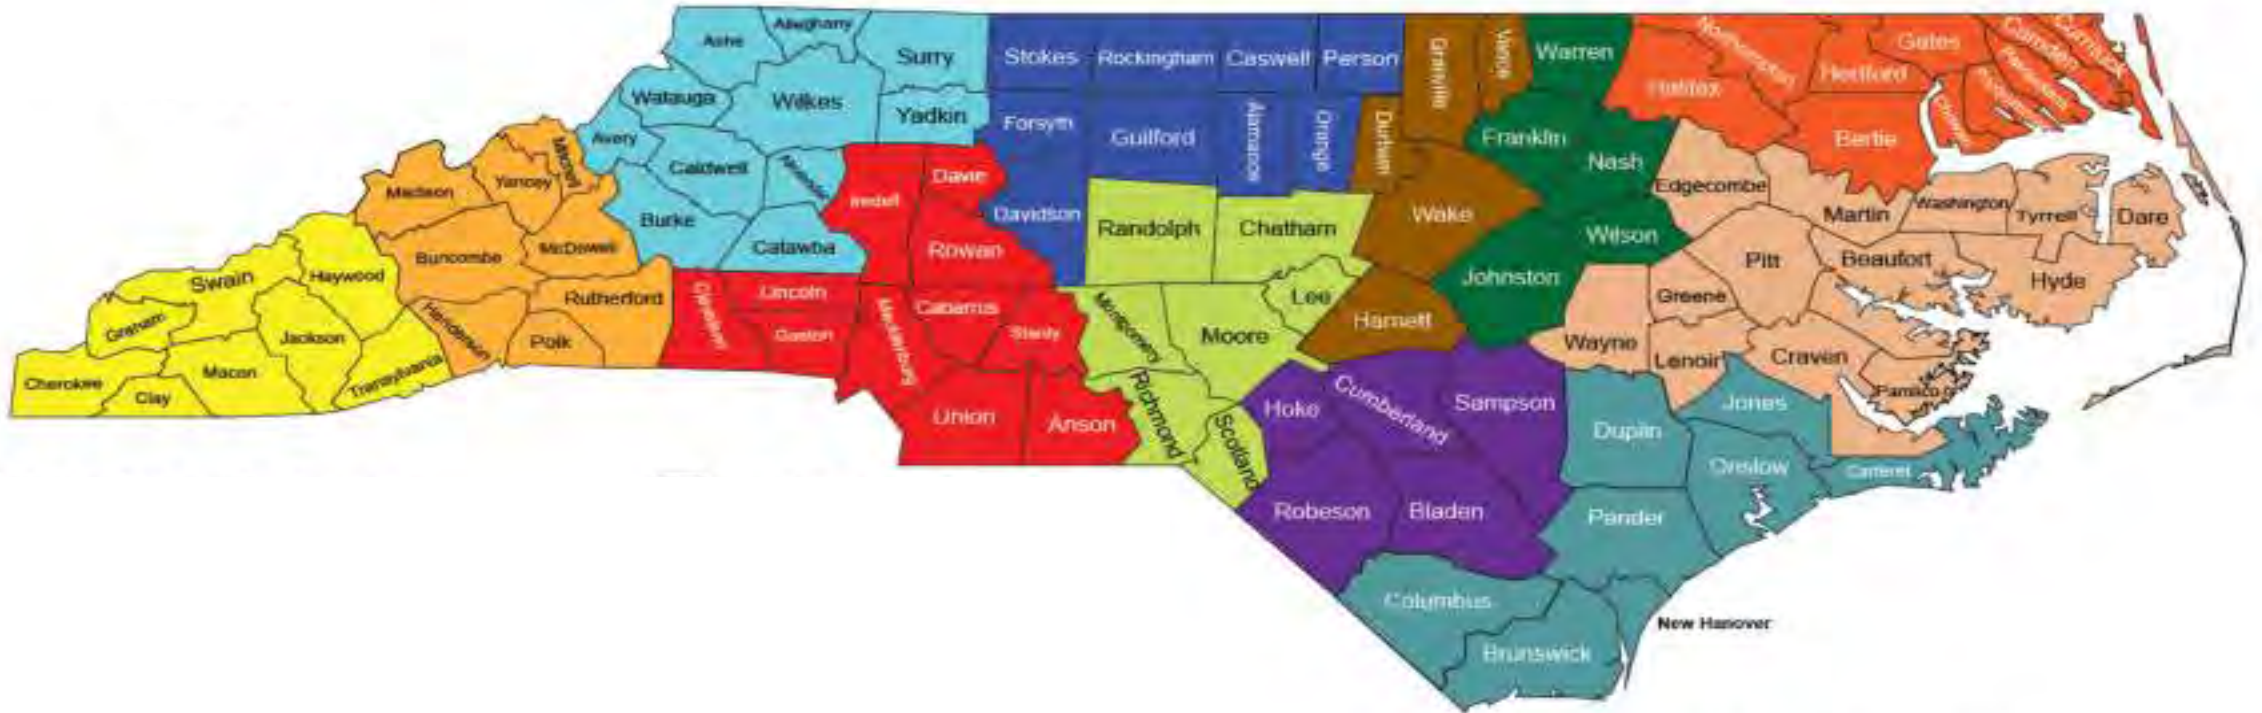 Alleghany
Ashe
Surry
Stokes
Rockingham
Caswell
Person
Granville
Vance
Warren
Northampton
Gates
Camden
Currituck
Hertford
Halifax
Perquimans
Chowan
Bertie
Watauga
Wilkes
Yadkin
Forsyth
Guilford
Alamance
Orange
Durham
Franklin
Nash
Avery
Caldwell
Alexander
Mitchell
Yancey
Madison
Burke
Catawba
Iredell
Davie
Davidson
Rowan
Randolph
Chatham
Wake
Wilson
Edgecombe
Martin
Washington
Tyrrell
Dare
Buncombe
McDowell
Swain
Haywood
Johnston
Pitt
Beaufort
Hyde
Rutherford
Henderson
Polk
Cleveland
Lincoln
Gaston
Mecklenburg
Cabarrus
Stanly
Montgomery
Moore
Lee
Harnett
Greene
Wayne
Lenoir
Craven
Pamlico
Graham
Jackson
Macon
Transylvania
Cherokee
Clay
Union
Anson
Richmond
Scotland
Hoke
Cumberland
Sampson
Duplin
Jones
Onslow
Carteret
Robeson
Bladen
Pander
Columbus
Brunswick
New Hanover